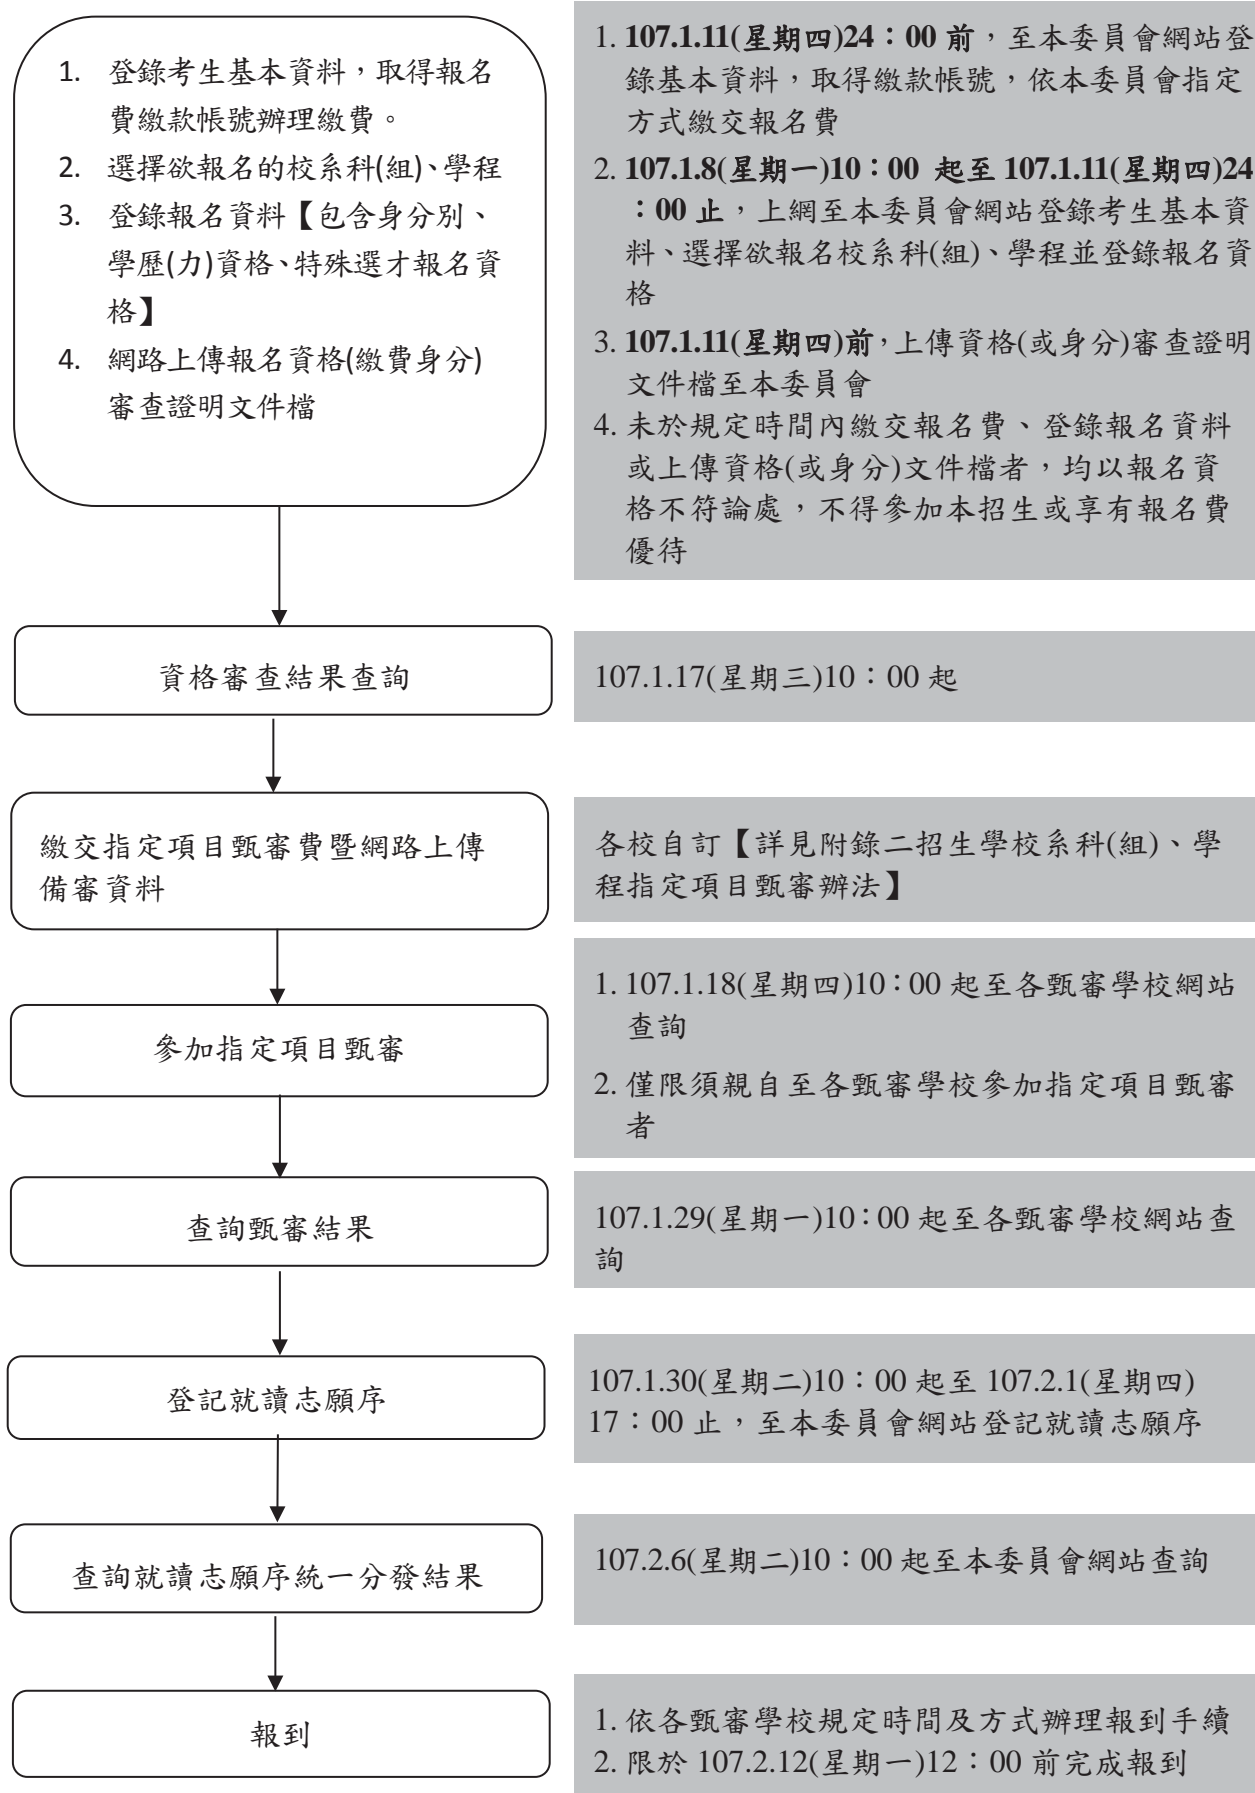 1. 登錄考生基本資料，取得報名
費繳款帳號辦理繳費。
2. 選擇欲報名的校系科(組)、學程
3. 登錄報名資料【包含身分別、
學歷(力)資格、特殊選才報名資
格】
4. 網路上傳報名資格(繳費身分)
審查證明文件檔
1. 107.1.11(星期四)24：00 前，至本委員會網站登
錄基本資料，取得繳款帳號，依本委員會指定
方式繳交報名費
2. 107.1.8(星期一)10：00 起至 107.1.11(星期四)24
：00 止，上網至本委員會網站登錄考生基本資
料、選擇欲報名校系科(組)、學程並登錄報名資
格
3. 107.1.11(星期四)前，上傳資格(或身分)審查證明
文件檔至本委員會
4. 未於規定時間內繳交報名費、登錄報名資料
或上傳資格(或身分)文件檔者，均以報名資
格不符論處，不得參加本招生或享有報名費
優待
資格審查結果查詢
107.1.17(星期三)10：00 起
繳交指定項目甄審費暨網路上傳
備審資料
各校自訂【詳見附錄二招生學校系科(組)、學
程指定項目甄審辦法】
參加指定項目甄審
1. 107.1.18(星期四)10：00 起至各甄審學校網站
查詢
2. 僅限須親自至各甄審學校參加指定項目甄審
者
查詢甄審結果
107.1.29(星期一)10：00 起至各甄審學校網站查
詢
登記就讀志願序
107.1.30(星期二)10：00 起至 107.2.1(星期四)
17：00 止，至本委員會網站登記就讀志願序
查詢就讀志願序統一分發結果
107.2.6(星期二)10：00 起至本委員會網站查詢
報到
1. 依各甄審學校規定時間及方式辦理報到手續
2. 限於 107.2.12(星期一)12：00 前完成報到